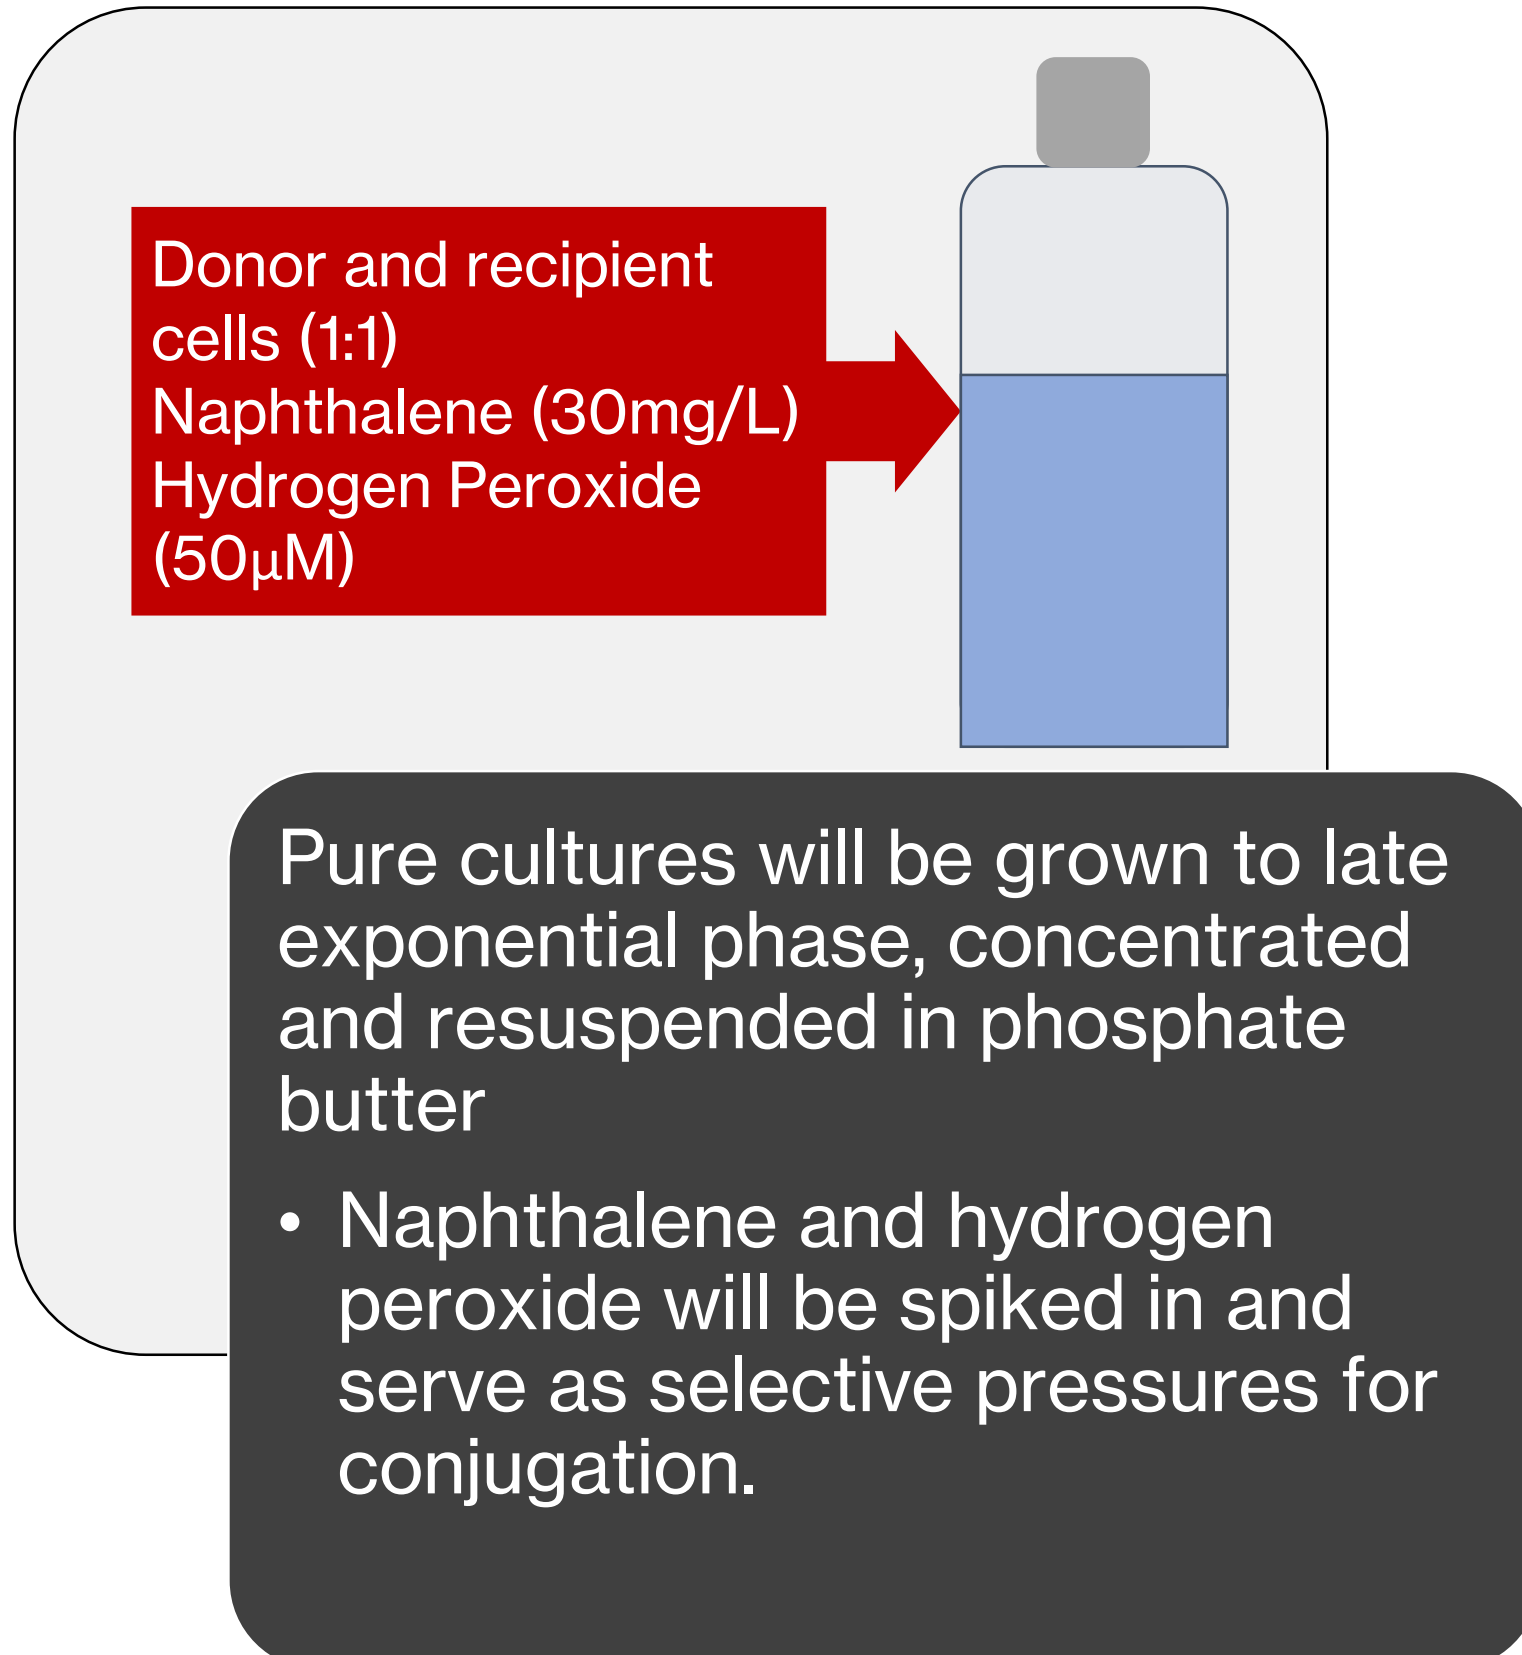 Donor and recipient
cells (1:1)
Naphthalene (30mg/L)
Hydrogen Peroxide
(50µM)
Pure cultures will be grown to late
exponential phase, concentrated
and resuspended in phosphate
butter
• Naphthalene and hydrogen
peroxide will be spiked in and
serve as selective pressures for
conjugation.